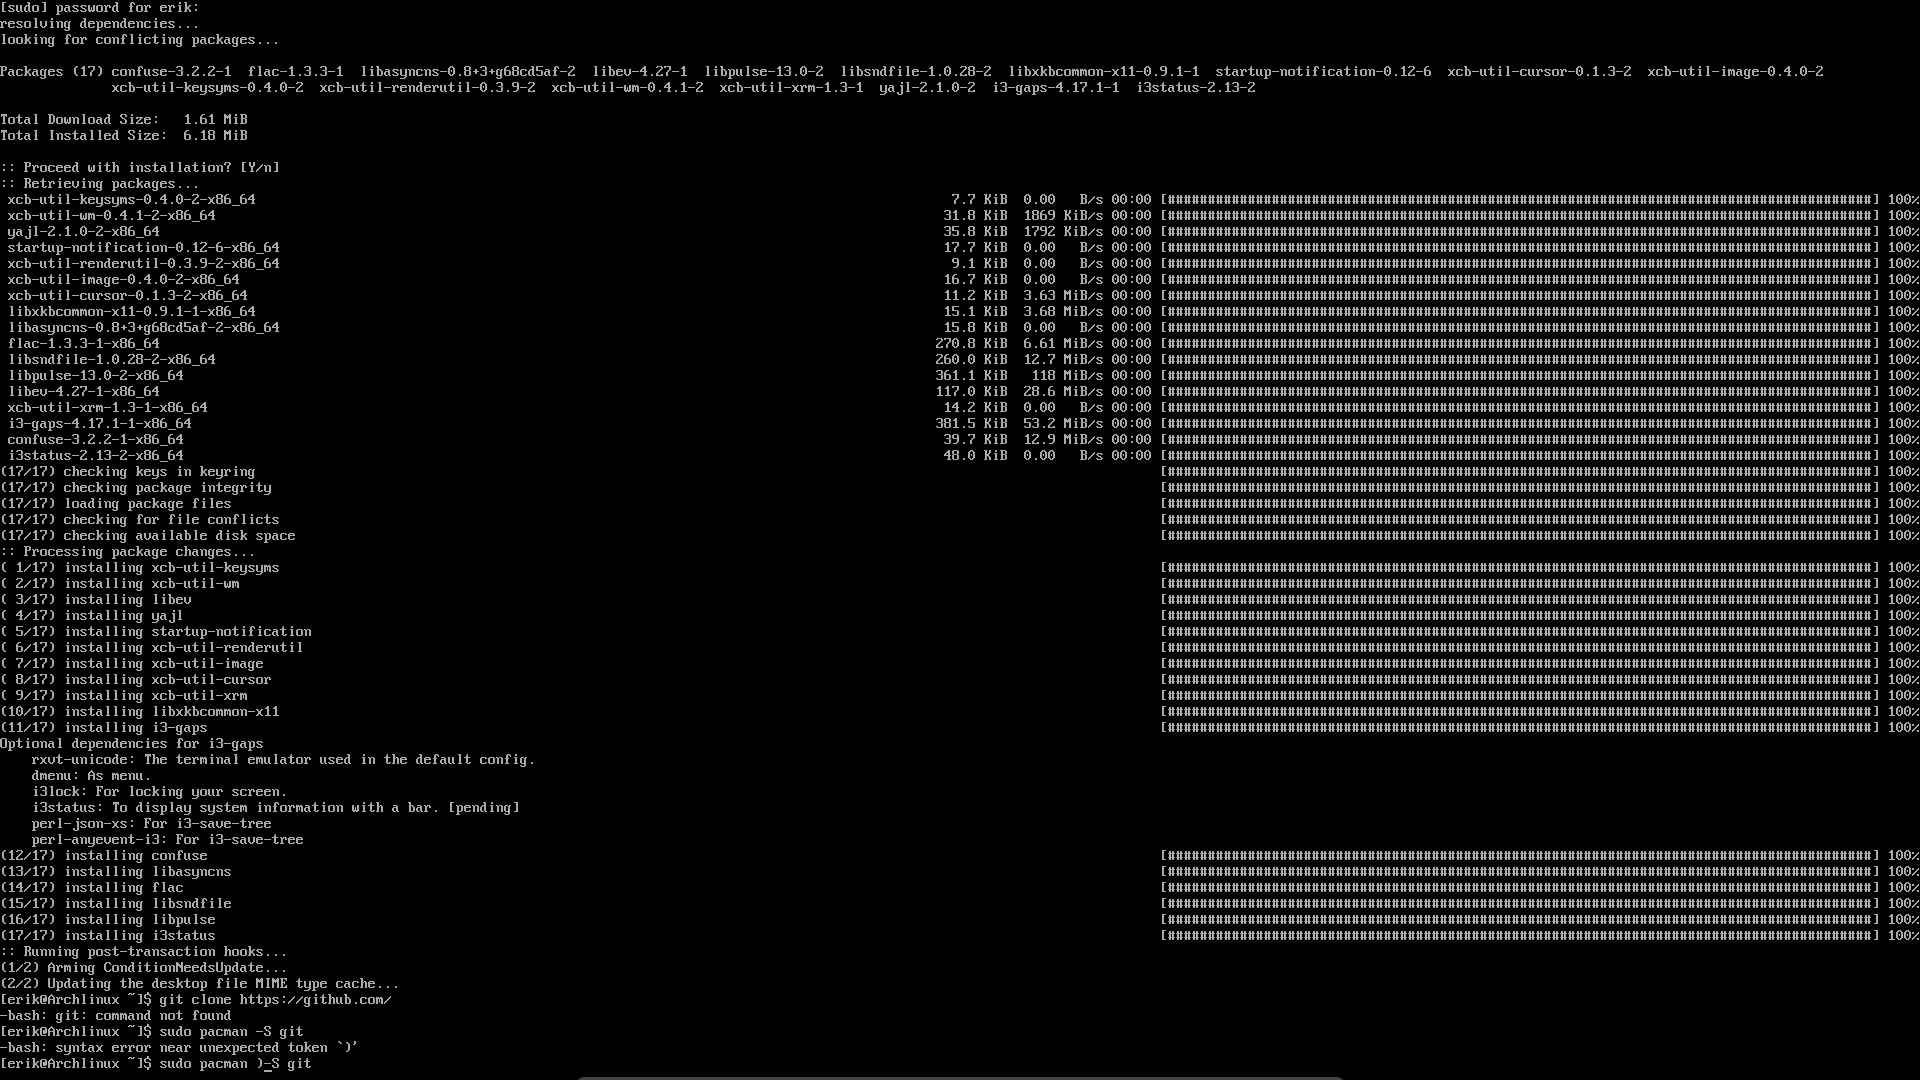 [sudo] password for erik:
resolving dependencies...
looking for conflicting packages...
Packages (17) confuse-3.2.2-1  flac-1.3.3-1  libasyncns-0.8+3+g68cd5af-2  libev-4.27-1  libpulse-13.0-2  libsndfile-1.0.28-2  libxkbcommon-x11-0.9.1-1  startup-notification-0.12-6  xcb-util-cursor-0.1.3-2  xcb-util-image-0.4.0-2
xcb-util-keysyms-0.4.0-2  xcb-util-renderutil-0.3.9-2  xcb-util-wm-0.4.1-2  xcb-util-xrm-1.3-1  yajl-2.1.0-2  i3-gaps-4.17.1-1  i3status-2.13-2
Total Download Size:   1.61 MiB
Total Installed Size:  6.18 MiB
:: Proceed with installation? [Y/n]
:: Retrieving packages...
xcb-util-keysyms-0.4.0-2-x86_64 7.7 KiB 0.00 B/s 00:00 [########################################################################################] 100%
xcb-util-wm-0.4.1-2-x86_64 31.8 KiB 1869 KiB/s 00:00 [########################################################################################] 100%
yajl-2.1.0-2-x86_64 35.8 KiB 1792 KiB/s 00:00 [########################################################################################] 100%
startup-notification-0.12-6-x86_64 17.7 KiB 0.00 B/s 00:00 [########################################################################################] 100%
xcb-util-renderutil-0.3.9-2-x86_64 9.1 KiB 0.00 B/s 00:00 [########################################################################################] 100%
xcb-util-image-0.4.0-2-x86_64 16.7 KiB 0.00 B/s 00:00 [########################################################################################] 100%
xcb-util-cursor-0.1.3-2-x86_64 11.2 KiB 3.63 MiB/s 00:00 [########################################################################################] 100%
libxkbcommon-x11-0.9.1-1-x86_64 15.1 KiB 3.68 MiB/s 00:00 [########################################################################################] 100%
libasyncns-0.8+3+g68cd5af-2-x86_64 15.8 KiB 0.00 B/s 00:00 [########################################################################################] 100%
flac-1.3.3-1-x86_64 270.8 KiB 6.61 MiB/s 00:00 [########################################################################################] 100%
libsndfile-1.0.28-2-x86_64 260.0 KiB 12.7 MiB/s 00:00 [########################################################################################] 100%
libpulse-13.0-2-x86_64 361.1 KiB 118 MiB/s 00:00 [########################################################################################] 100%
libev-4.27-1-x86_64 117.0 KiB 28.6 MiB/s 00:00 [########################################################################################] 100%
xcb-util-xrm-1.3-1-x86_64 14.2 KiB 0.00 B/s 00:00 [########################################################################################] 100%
i3-gaps-4.17.1-1-x86_64 381.5 KiB 53.2 MiB/s 00:00 [########################################################################################] 100%
confuse-3.2.2-1-x86_64 39.7 KiB 12.9 MiB/s 00:00 [########################################################################################] 100%
i3status-2.13-2-x86_64 48.0 KiB 0.00 B/s 00:00 [########################################################################################] 100%
(17/17) checking keys in keyring [########################################################################################] 100%
(17/17) checking package integrity [########################################################################################] 100%
(17/17) loading package files [########################################################################################] 100%
(17/17) checking for file conflicts [########################################################################################] 100%
(17/17) checking available disk space [########################################################################################] 100%
:: Processing package changes...
( 1/17) installing xcb-util-keysyms [########################################################################################] 100%
( 2/17) installing xcb-util-wm [########################################################################################] 100%
( 3/17) installing libev [########################################################################################] 100%
( 4/17) installing yajl [########################################################################################] 100%
( 5/17) installing startup-notification [########################################################################################] 100%
( 6/17) installing xcb-util-renderutil [########################################################################################] 100%
( 7/17) installing xcb-util-image [########################################################################################] 100%
( 8/17) installing xcb-util-cursor [########################################################################################] 100%
( 9/17) installing xcb-util-xrm [########################################################################################] 100%
(10/17) installing libxkbcommon-x11 [########################################################################################] 100%
(11/17) installing i3-gaps [########################################################################################] 100%
Optional dependencies for i3-gaps
rxvt-unicode: The terminal emulator used in the default config.
dmenu: As menu.
i3lock: For locking your screen.
i3status: To display system information with a bar. [pending]
perl-json-xs: For i3-save-tree
perl-anyevent-i3: For i3-save-tree
(12/17) installing confuse [########################################################################################] 100%
(13/17) installing libasyncns [########################################################################################] 100%
(14/17) installing flac [########################################################################################] 100%
(15/17) installing libsndfile [########################################################################################] 100%
(16/17) installing libpulse [########################################################################################] 100%
(17/17) installing i3status [########################################################################################] 100%
:: Running post-transaction hooks...
(1/2) Arming ConditionNeedsUpdate...
(2/2) Updating the desktop file MIME type cache...
[erik@Archlinux ~]$ git clone https://github.com/
-bash: git: command not found
[erik@Archlinux ~]$ sudo pacman -S git
-bash: syntax error near unexpected token `)'
[erik@Archlinux ~]$ sudo pacman )-S git